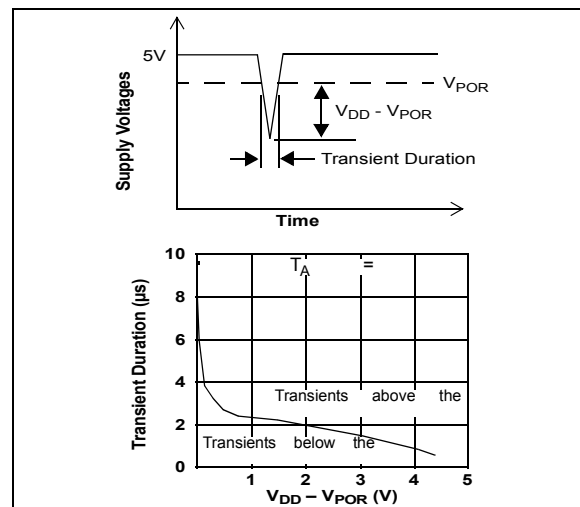 5V
VPOR
VDD - VPOR
Transient Duration
Supply Voltages
Time
10
TA =
8
6
4
Transients above the
2
Transients below the
0
1 2 3 4 5
Transient Duration (µs)
VDD – VPOR (V)